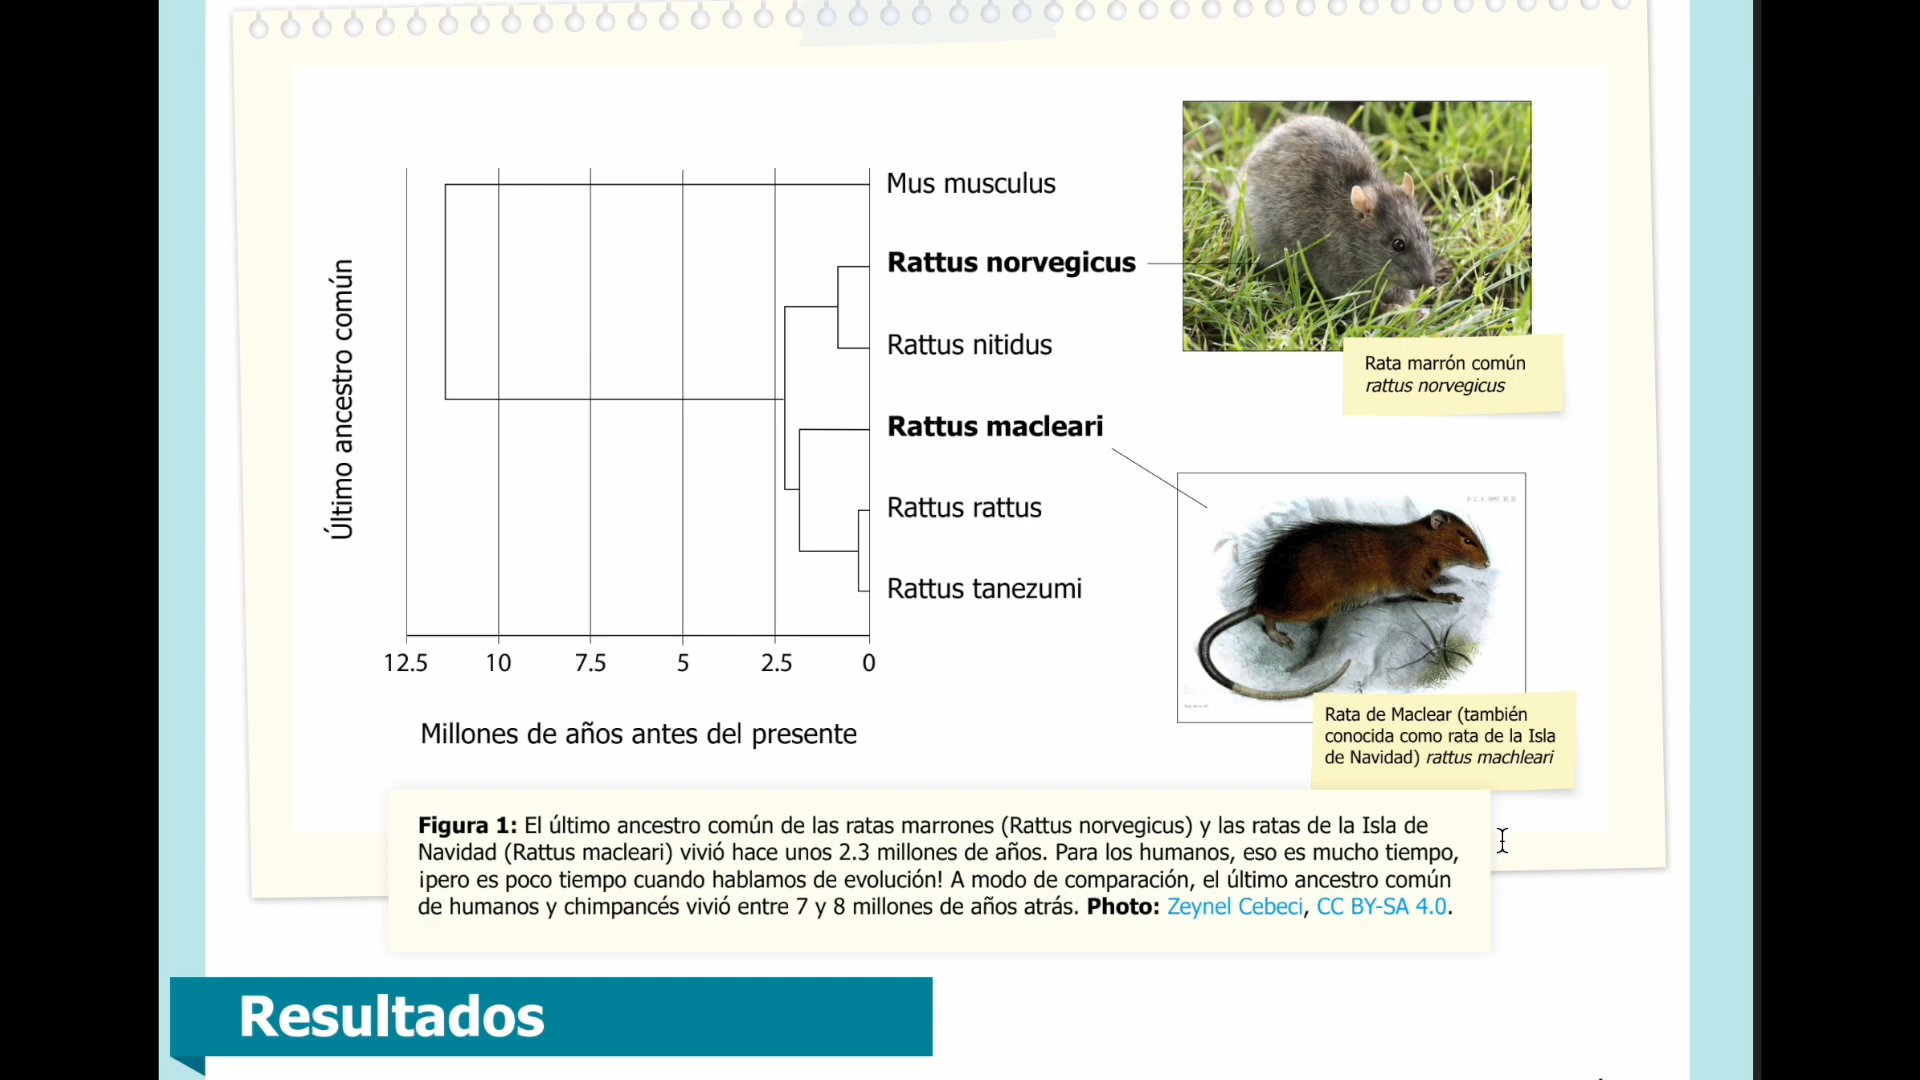 Último ancestro común
Mus musculus
Rattus norvegicus
Rattus nitidus
Rattus macleari
Rattus rattus
Rattus tanezumi
12.5 10 7.5 5 2.5 0
Millones de años antes del presente
Rata marrón común
rattus norvegicus
Rata de Maclear (también
conocida como rata de la Isla
de Navidad) rattus machleari
Figura 1: El último ancestro común de las ratas marrones (Rattus norvegicus) y las ratas de la Isla de
Navidad (Rattus macleari) vivió hace unos 2.3 millones de años. Para los humanos, eso es mucho tiempo,
¡pero es poco tiempo cuando hablamos de evolución! A modo de comparación, el último ancestro común
de humanos y chimpancés vivió entre 7 y 8 millones de años atrás. Photo: Zeynel Cebeci, CC BY-SA 4.0.
Resultados